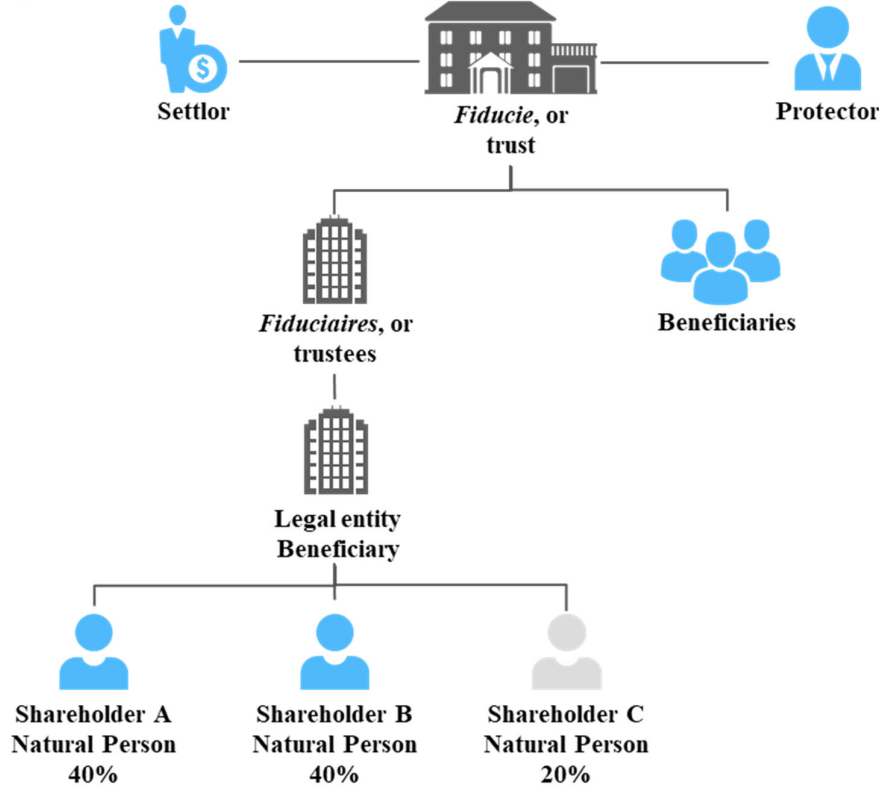 $
Settlor
Fiducie, or
trust
Protector
Fiduciaires, or
trustees
Beneficiaries
Legal entity
Beneficiary
Shareholder A
Natural Person
40%
Shareholder B
Natural Person
40%
Shareholder C
Natural Person
20%